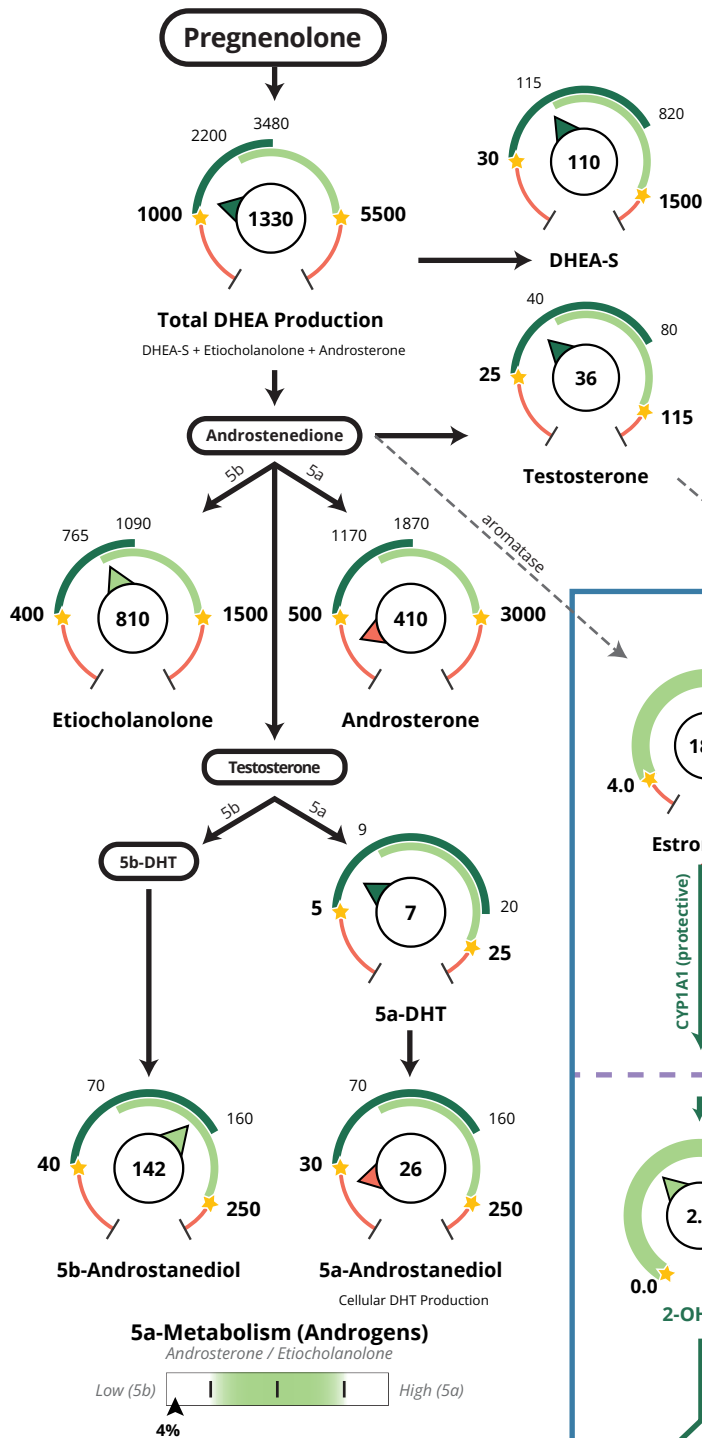 Pregnenolone
2200
3480
1000
1330
5500
Total DHEA Production
DHEA-S + Etiocholanolone + Androsterone
115
820
30
110
1500
DHEA-S
40
80
25
36
115
Testosterone
Androstenedione
5b
5a
aromatase
765
1090
400
810
1500
Etiocholanolone
1170
1870
500
410
3000
Androsterone
Testosterone
5b
5a
5b-DHT
9
20
5
7
25
5a-DHT
4.0
CYP1A1 (protective)
70
160
40
142
250
5b-Androstanediol
70
160
30
26
250
5a-Androstanediol
Cellular DHT Production
0.0
2-OH
5a-Metabolism (Androgens)
Androsterone / Etiocholanolone
Low (5b)
High (5a)
4%